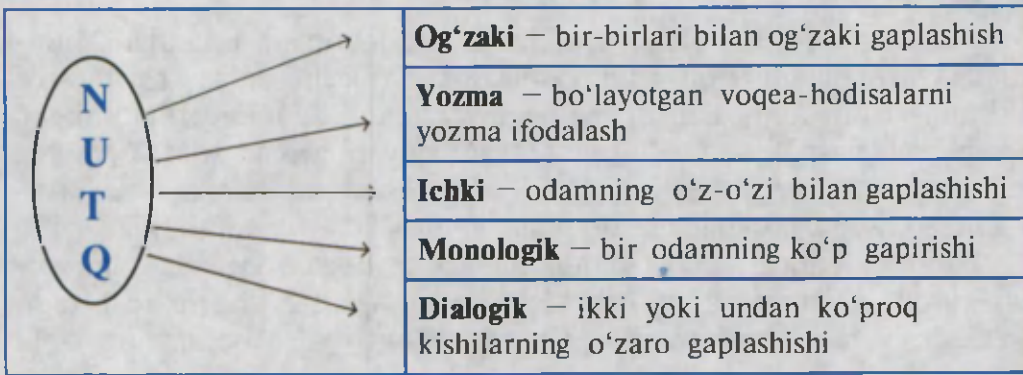 N
U
T
Q
Og‘zaki – bir-birlari bilan og‘zaki gaplashish
Yozma – bo‘layotgan voqea-hodisalarni
yozma ifodalash
Ichki – odamning o‘z-o‘zi bilan gaplashishi
Monologik – bir odamning ko‘p gapirishi
Dialogik – ikki yoki undan ko‘proq
kishilarning o‘zaro gaplashishi